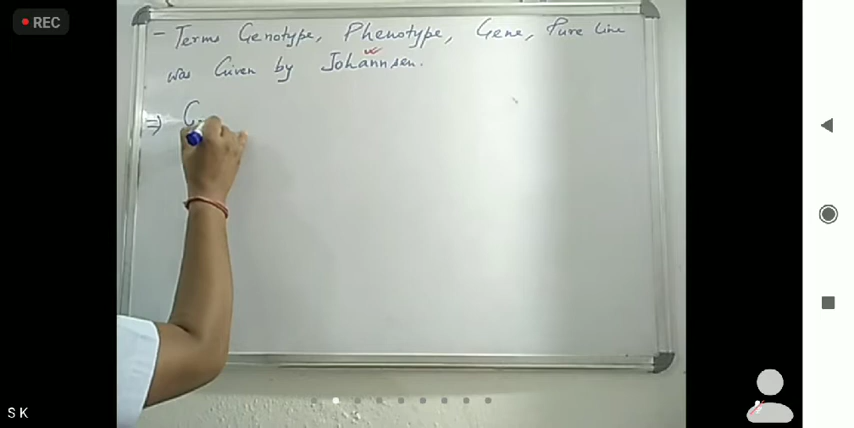 REC
- Terms Genotype, Phenotype, Gene, Pure line
was Given by Johannsen.
⇒ G
S K